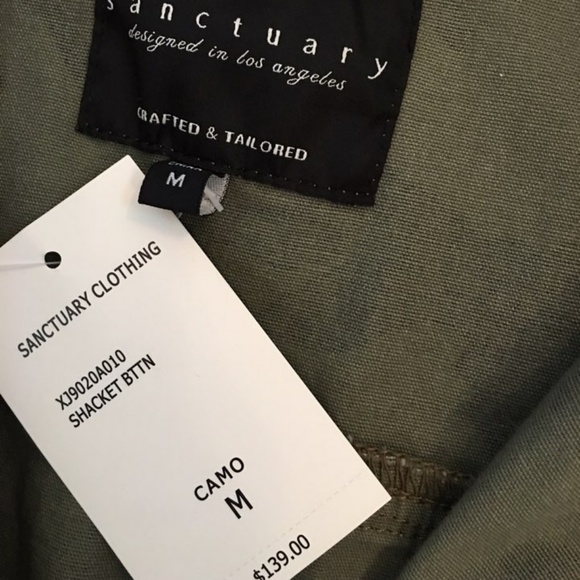 sanctuary
designed in los angeles
CRAFTED & TAILORED
M
SANCTUARY CLOTHING
XJ9020A010
SHACKET BTTN
CAMO
M
$139.00